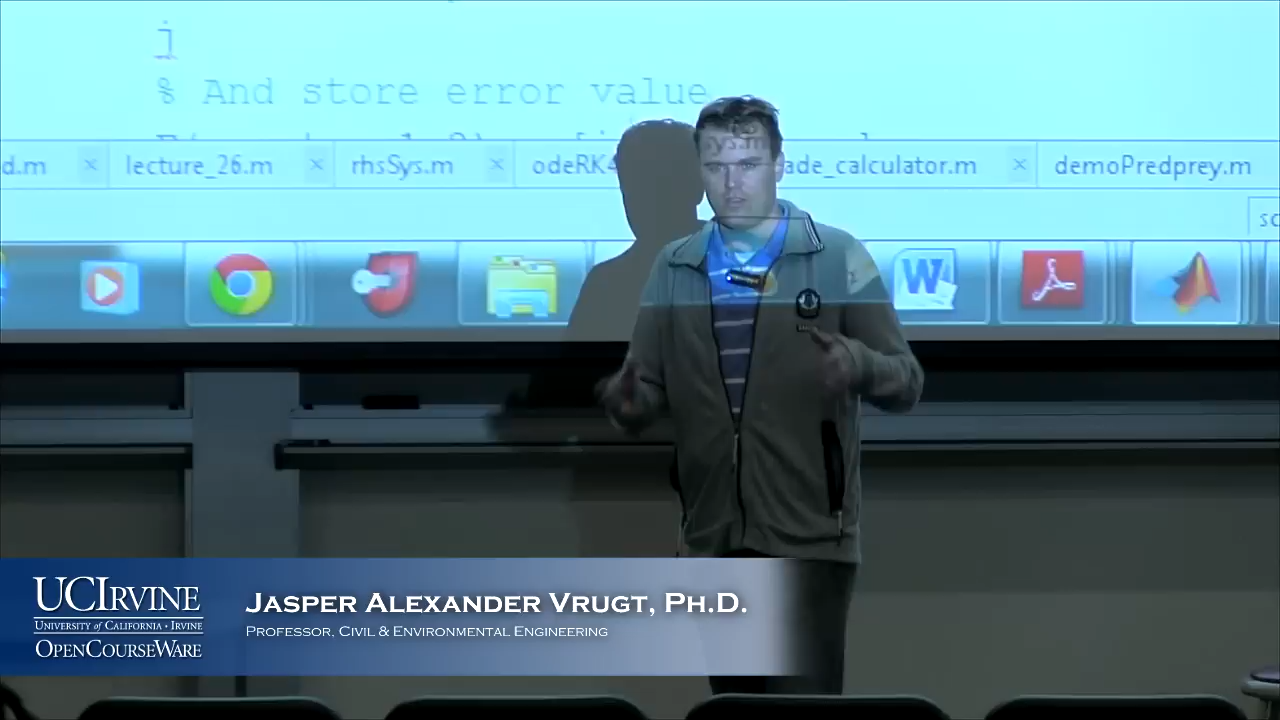 j
% And store error value
d.m × lecture_26.m × rhsSys.m × odeRK4 ade_calculator.m × demoPredprey.m
sc
W
UCIRVINE
UNIVERSITY of CALIFORNIA • IRVINE
OPENCOURSEWARE
JASPER ALEXANDER VRUGT, PH.D.
PROFESSOR, CIVIL & ENVIRONMENTAL ENGINEERING